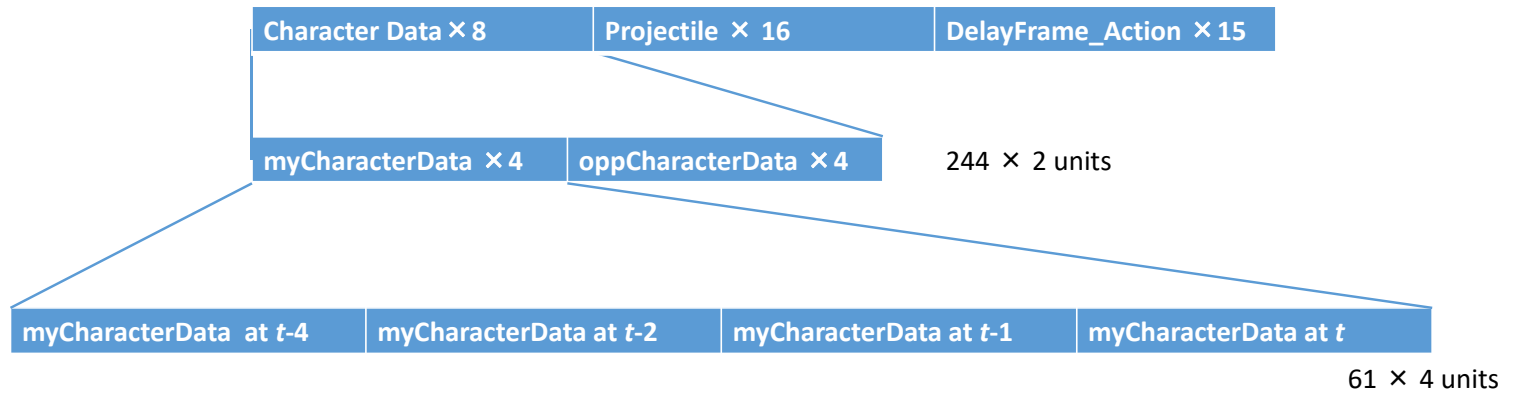 Character Data × 8 Projectile × 16 DelayFrame_Action × 15
myCharacterData × 4 oppCharacterData × 4 244 × 2 units
myCharacterData at t-4 myCharacterData at t-2 myCharacterData at t-1 myCharacterData at t
61 × 4 units